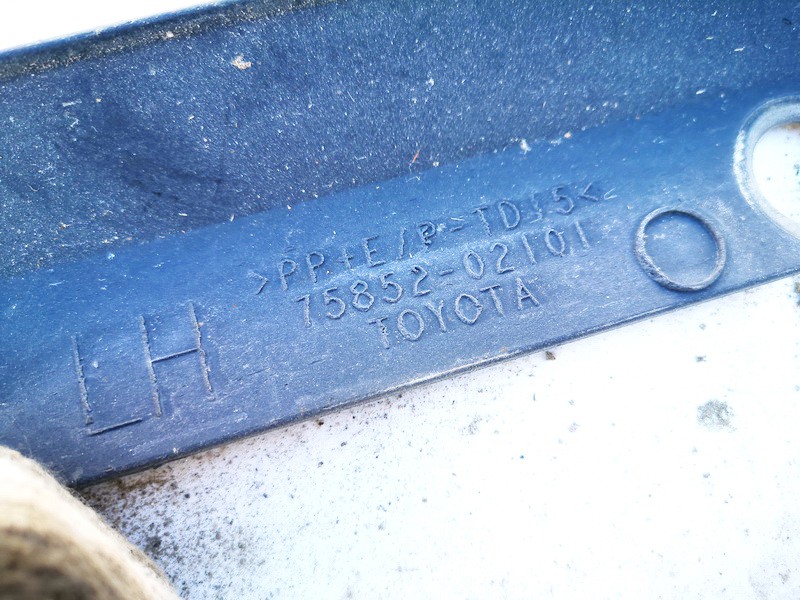 >PP+E/P-TD15<
75852-02101
TOYOTA
LH